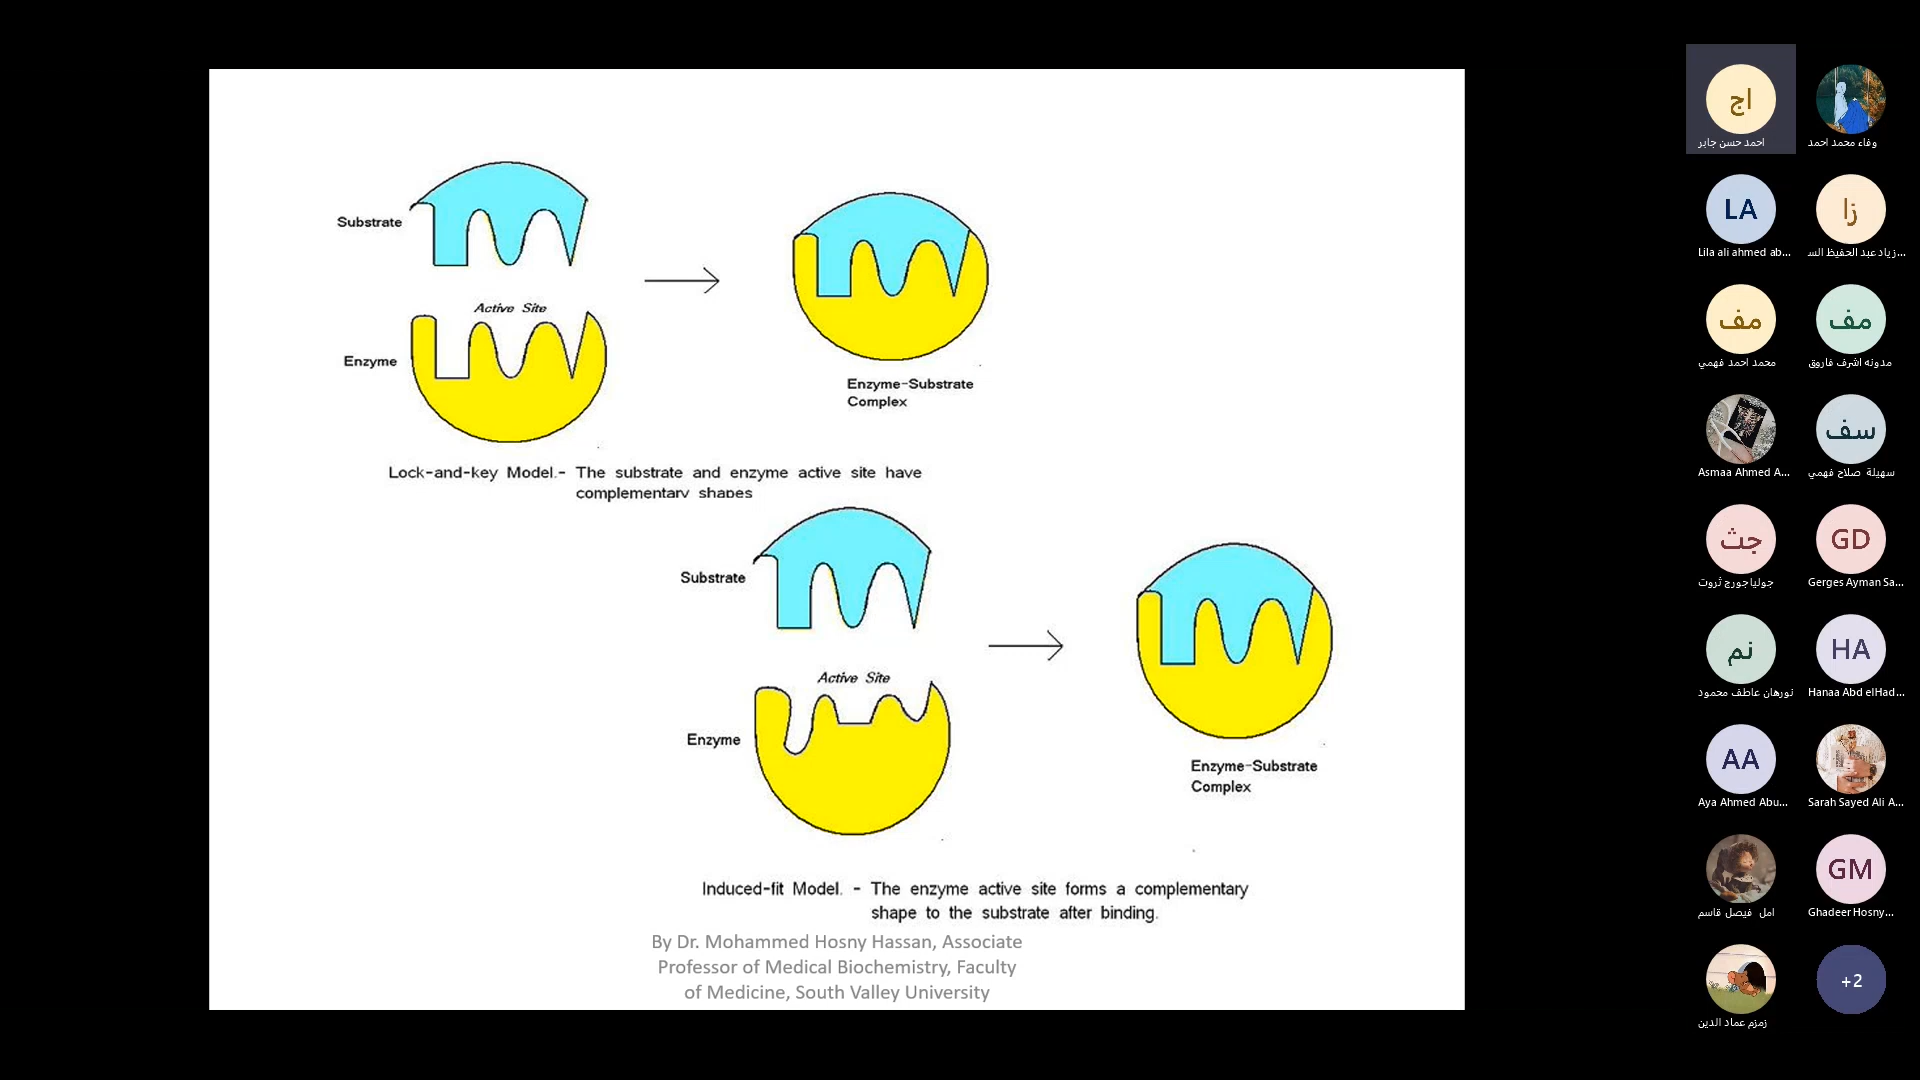 Substrate
Active Site
Enzyme
Enzyme-Substrate
Complex
Lock-and-key Model.- The substrate and enzyme active site have
complementary shapes
Substrate
Active Site
Enzyme
Enzyme-Substrate
Complex
Induced-fit Model. - The enzyme active site forms a complementary
shape to the substrate after binding.
By Dr. Mohammed Hosny Hassan, Associate
Professor of Medical Biochemistry, Faculty
of Medicine, South Valley University
اج
احمد حسن جابر
وفاء محمد احمد
LA
Lila ali ahmed ab...
زا
زياد عبد الحفيظ الس...
مف
محمد احمد فهمي
مف
مدونه اشرف فاروق
Asmaa Ahmed A...
سف
سهيلة صلاح فهمي
جث
جولياجورج ثروت
GD
Gerges Ayman Sa...
نم
نورهان عاطف محمود
HA
Hanaa Abd elHad...
AA
Aya Ahmed Abu...
Sarah Sayed Ali A...
امل فيصل قاسم
GM
Ghadeer Hosny...
زمزم عماد الدين
+2